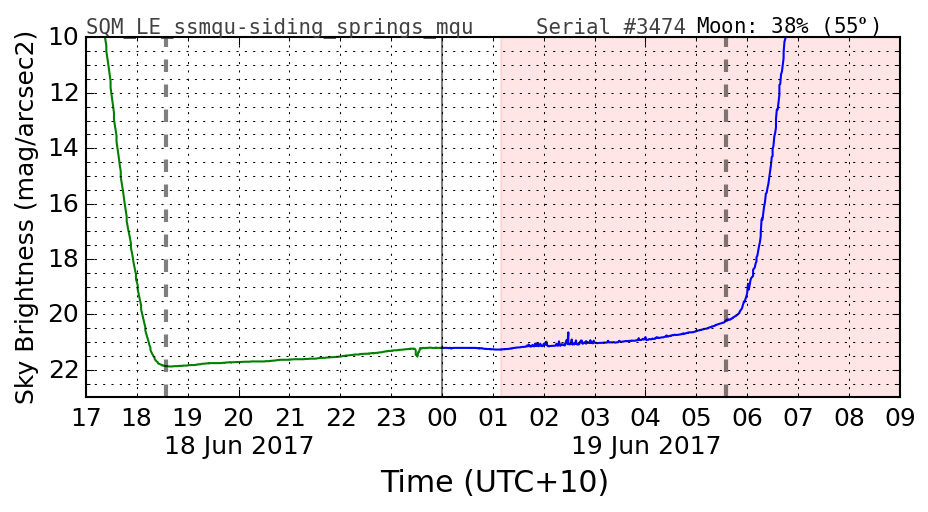 SQM_LE ssmqu-siding_springs_mqu Serial #3474 Moon: 38% (55°)
Sky Brightness (mag/arcsec2)
10
12
14
16
18
20
22
17 18 19 20 21 22 23 00 01 02 03 04 05 06 07 08 09
18 Jun 2017 19 Jun 2017
Time (UTC+10)